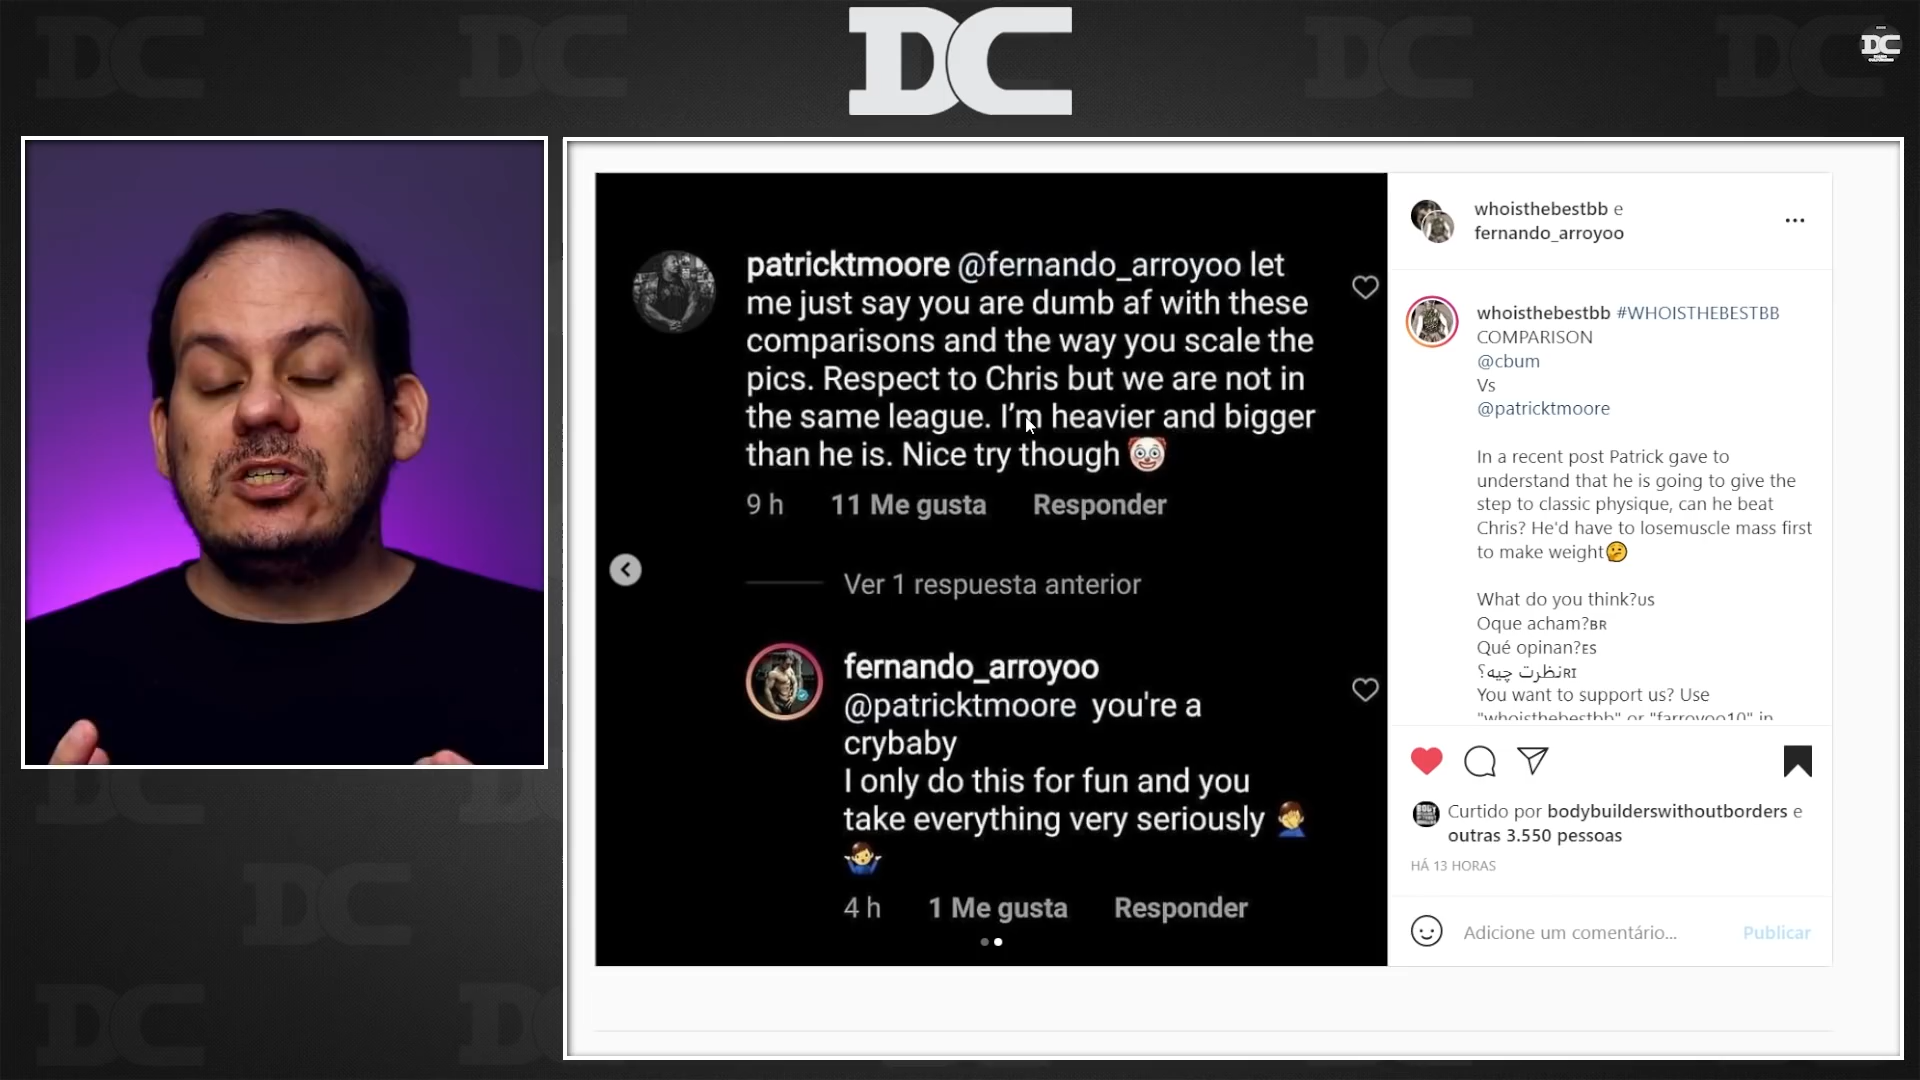 DC
DC
patricktmoore @fernando_arroyoo let
me just say you are dumb af with these
comparisons and the way you scale the
pics. Respect to Chris but we are not in
the same league. I'm heavier and bigger
than he is. Nice try though 🤡
9 h 11 Me gusta Responder
Ver 1 respuesta anterior
fernando_arroyoo
@patricktmoore you're a
crybaby
I only do this for fun and you
take everything very seriously 🤦‍♂️
🤷‍♂️
4 h 1 Me gusta Responder
whoisthebestbb e
fernando_arroyoo
whoisthebestbb #WHOISTHEBESTBB
COMPARISON
@cbum
Vs
@patricktmoore
In a recent post Patrick gave to
understand that he is going to give the
step to classic physique, can he beat
Chris? He'd have to losemuscle mass first
to make weight🤔
What do you think?us
Oque acham?BR
Qué opinan?ES
نظرت چیه؟RI
You want to support us? Use
"whoisthebestbb" or "farroyoo10" in
Curtido por bodybuilderswithoutborders e
outras 3.550 pessoas
HÁ 13 HORAS
Adicione um comentário... Publicar